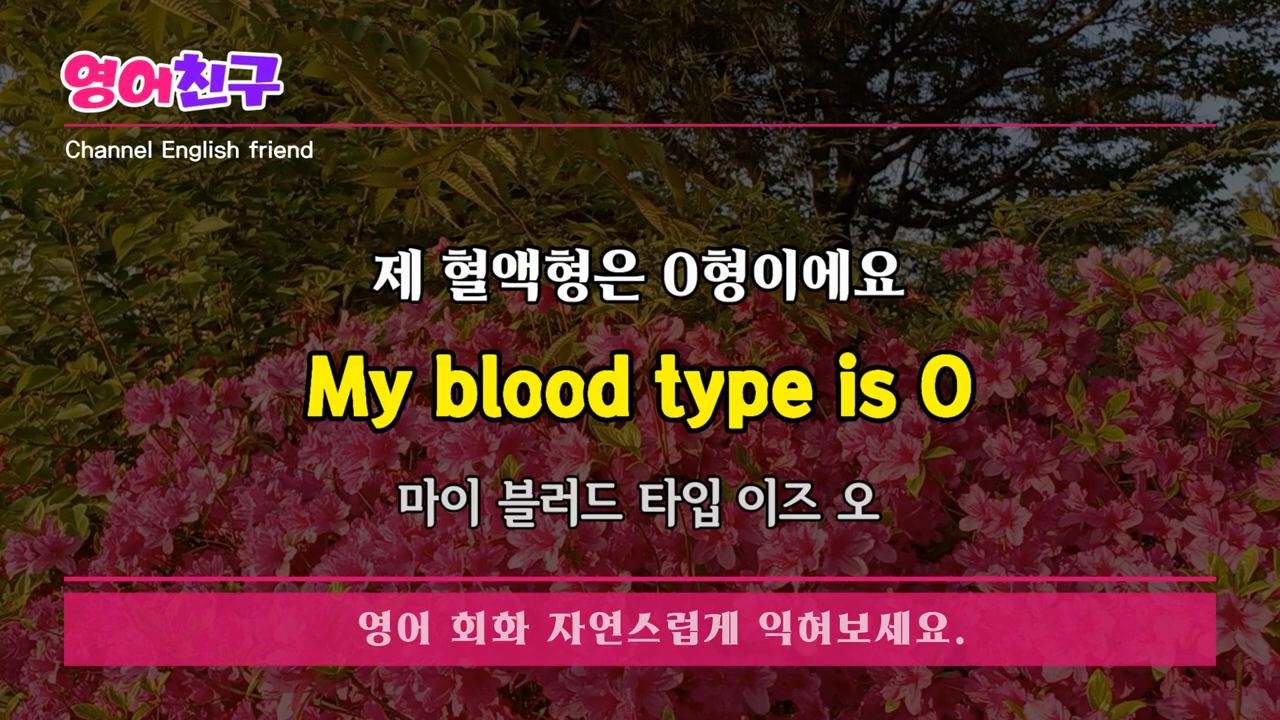 영어친구
Channel English friend
제 혈액형은 O형이에요
My blood type is O
마이 블러드 타입 이즈 오
영어 회화 자연스럽게 익혀보세요.